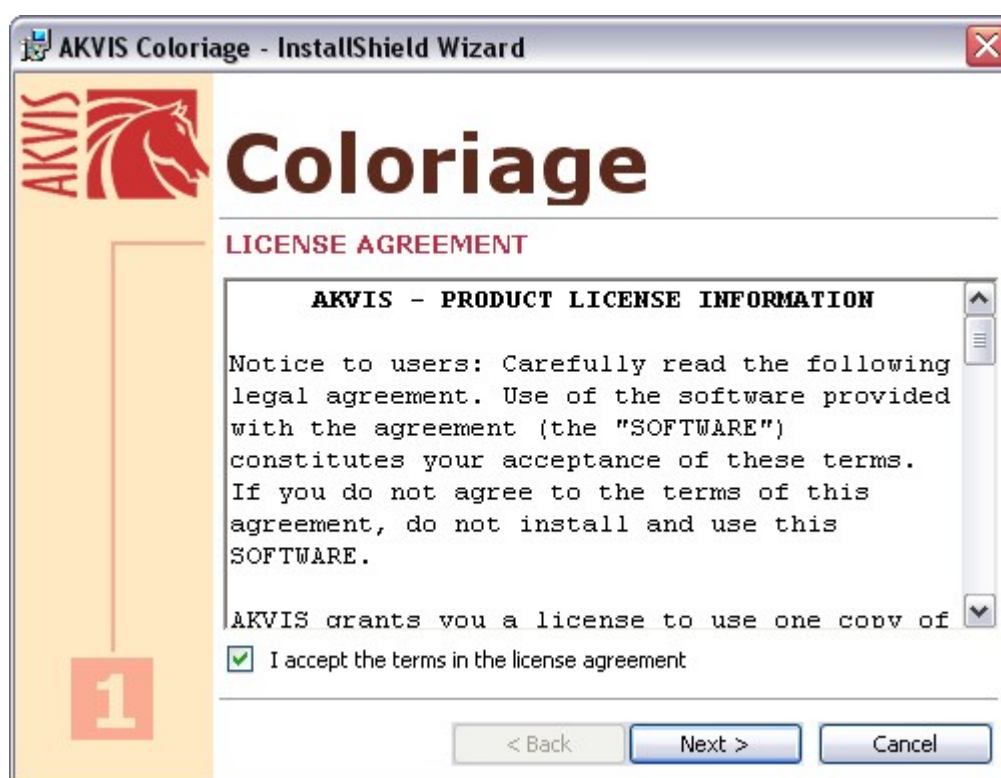 AKVIS Coloriage - InstallShield Wizard
AKVIS
Coloriage
LICENSE AGREEMENT
AKVIS - PRODUCT LICENSE INFORMATION
Notice to users: Carefully read the following
legal agreement. Use of the software provided
with the agreement (the "SOFTWARE")
constitutes your acceptance of these terms.
If you do not agree to the terms of this
agreement, do not install and use this
SOFTWARE.
AKVIS grants you a license to use one copy of
I accept the terms in the license agreement
1
< Back
Next >
Cancel